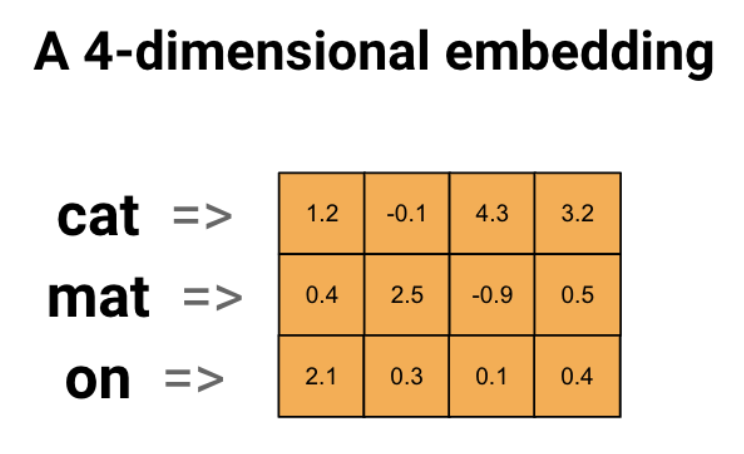 A 4-dimensional embedding
cat => 1.2 -0.1 4.3 3.2
mat => 0.4 2.5 -0.9 0.5
on => 2.1 0.3 0.1 0.4